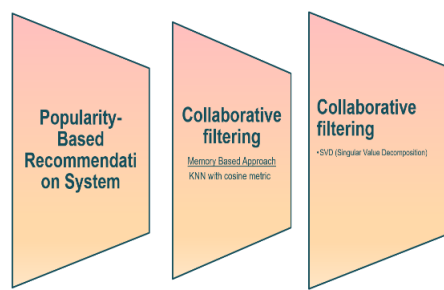 Popularity-
Based
Recommendati
on System
Collaborative
filtering
Memory Based Approach
KNN with cosine metric
Collaborative
filtering
•SVD (Singular Value Decomposition)